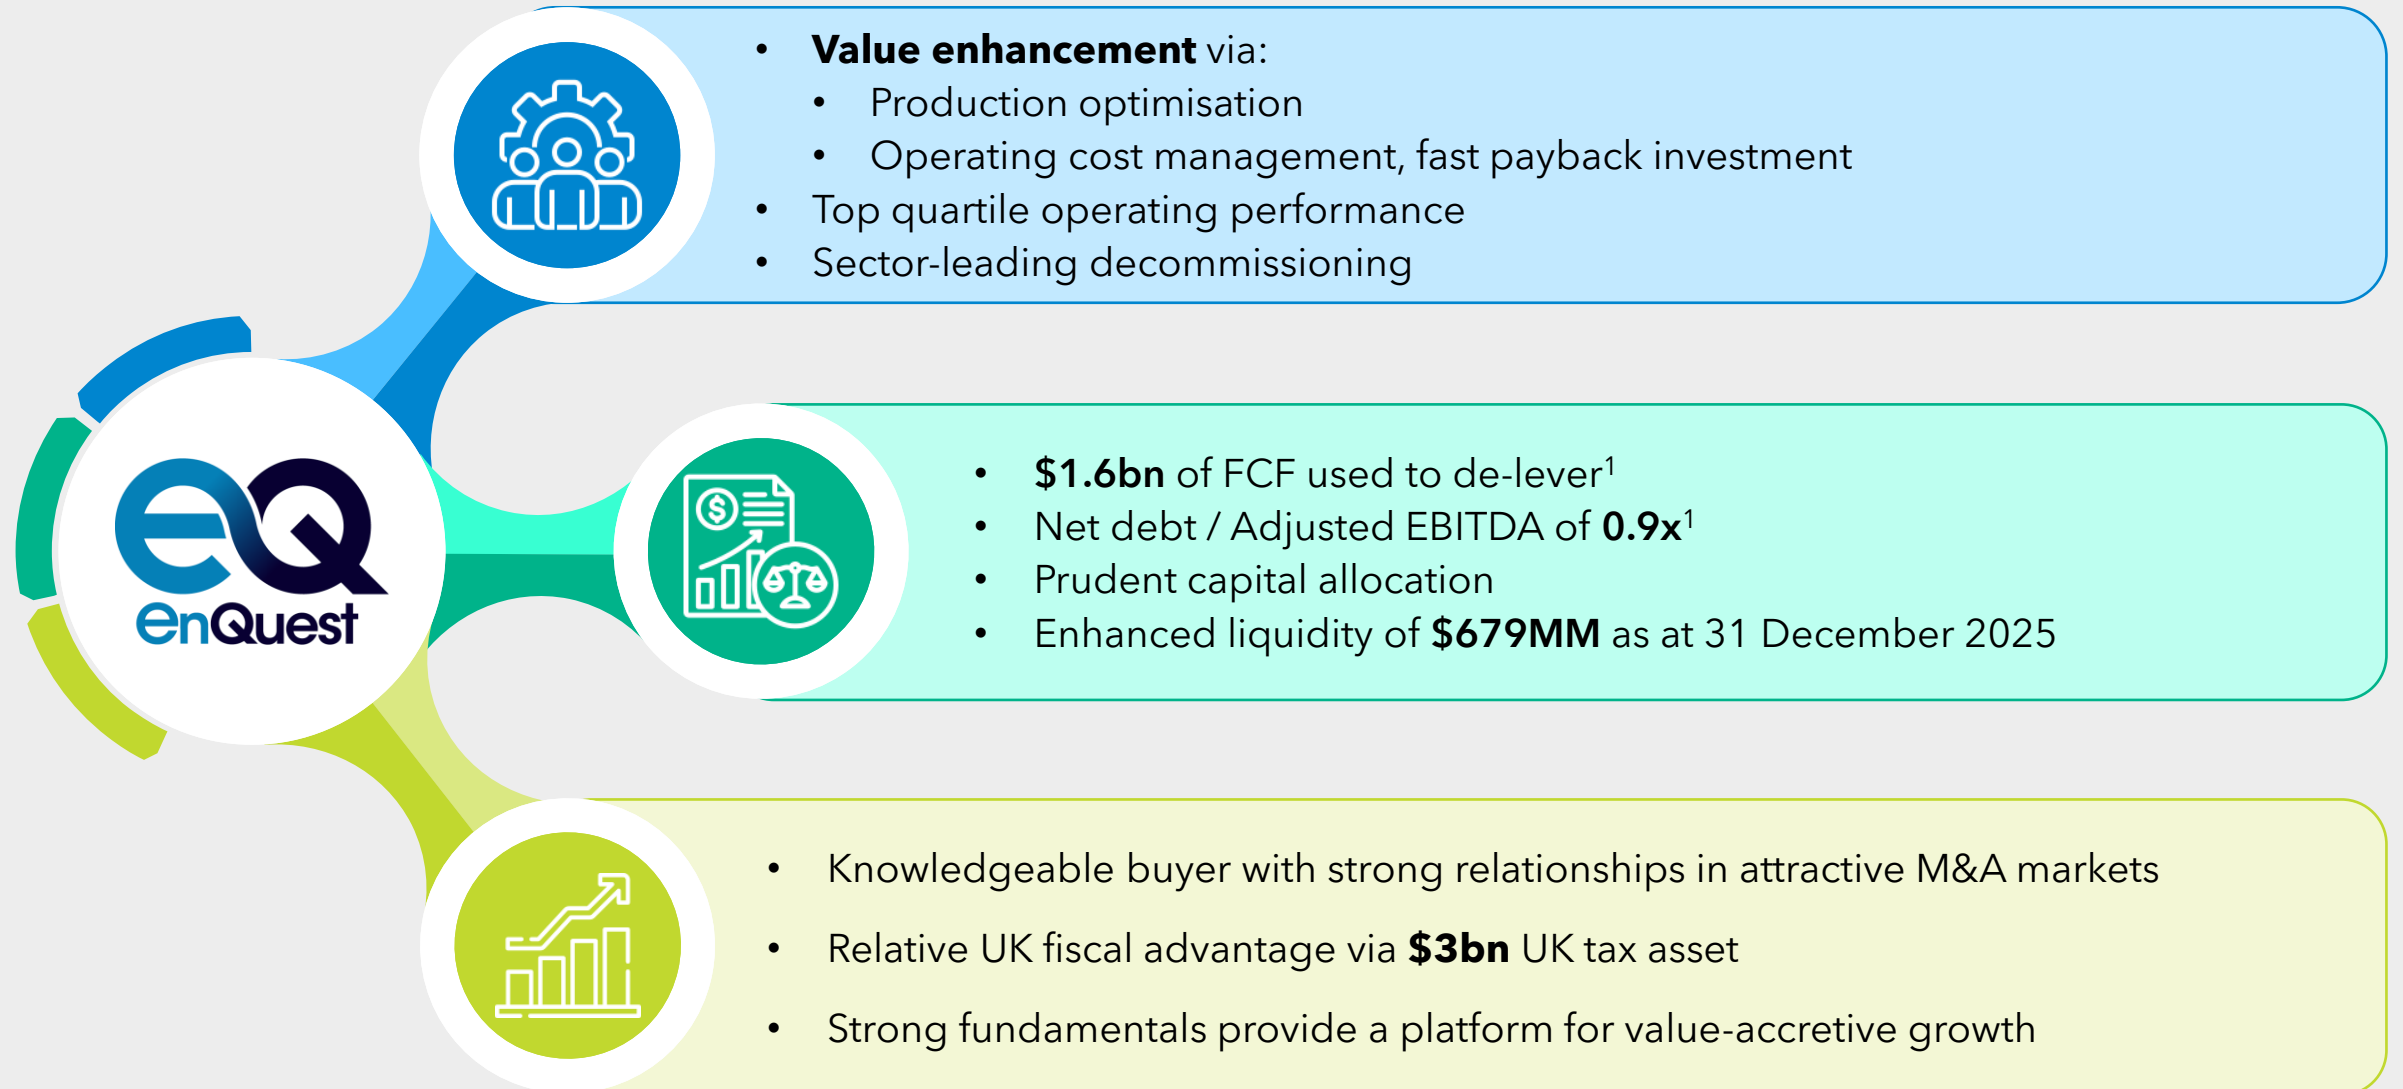 • Value enhancement via:
• Production optimisation
• Operating cost management, fast payback investment
• Top quartile operating performance
• Sector-leading decommissioning
eQ
enQuest
• $1.6bn of FCF used to de-lever¹
• Net debt / Adjusted EBITDA of 0.9x¹
• Prudent capital allocation
• Enhanced liquidity of $679MM as at 31 December 2025
• Knowledgeable buyer with strong relationships in attractive M&A markets
• Relative UK fiscal advantage via $3bn UK tax asset
• Strong fundamentals provide a platform for value-accretive growth